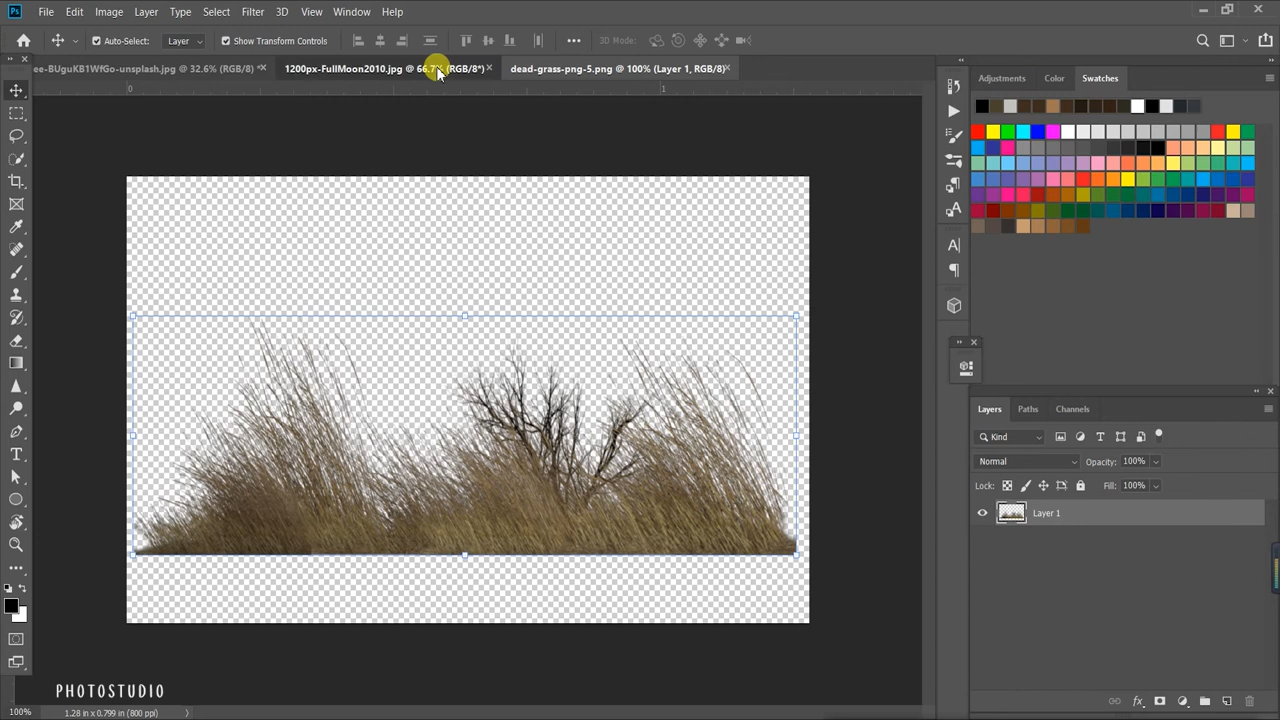 Ps File Edit Image Layer Type Select Filter 3D View Window Help
Auto-Select: Layer Show Transform Controls 3D Mode:
ee-BUguKB1WfGo-unsplash.jpg @ 32.6% (RGB/8) * 1200px-FullMoon2010.jpg @ 66.7% (RGB/8*) dead-grass-png-5.png @ 100% (Layer 1, RGB/8)
0 1
Adjustments Color Swatches
Layers Paths Channels
Kind
Normal Opacity: 100%
Lock: Fill: 100%
Layer 1
PHOTOSTUDIO
100% 1.28 in x 0.799 in (800 ppi)